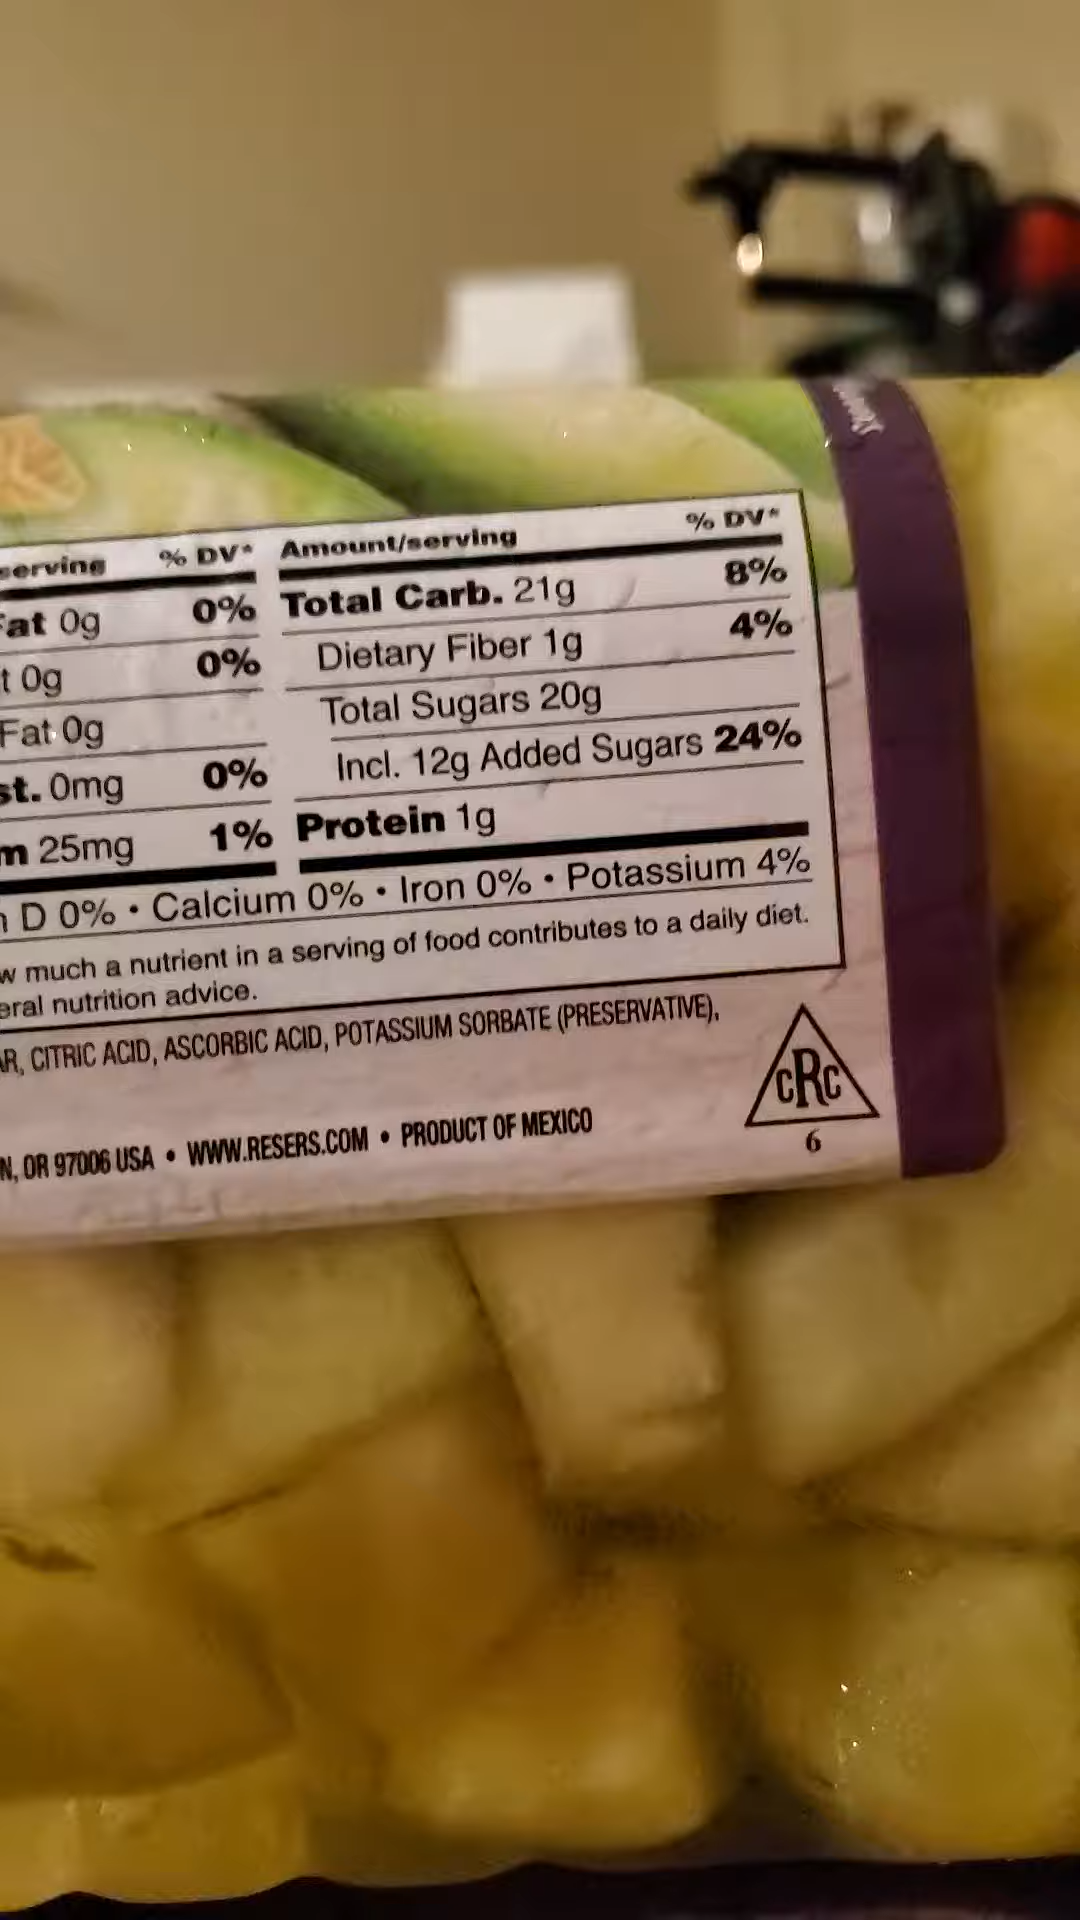 % DV*
Amount/serving
% DV*
Fat 0g 0%
Total Carb. 21g 8%
0g 0%
Dietary Fiber 1g 4%
Fat 0g
Total Sugars 20g
st. 0mg 0%
Incl. 12g Added Sugars 24%
m 25mg 1%
Protein 1g
D 0% • Calcium 0% • Iron 0% • Potassium 4%
w much a nutrient in a serving of food contributes to a daily diet.
eral nutrition advice.
AR, CITRIC ACID, ASCORBIC ACID, POTASSIUM SORBATE (PRESERVATIVE),
CRC
6
N, OR 97006 USA • WWW.RESERS.COM • PRODUCT OF MEXICO